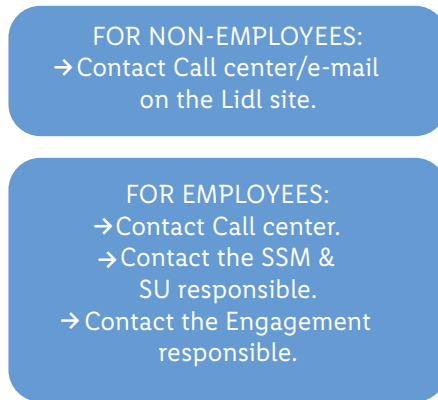 FOR NON-EMPLOYEES:
→ Contact Call center/e-mail
on the Lidl site.
FOR EMPLOYEES:
→ Contact Call center.
→ Contact the SSM &
SU responsible.
→ Contact the Engagement
responsible.